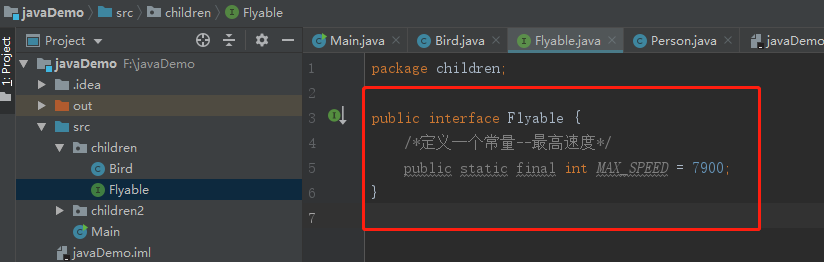 javaDemo src children Flyable
Project
Main.java Bird.java Flyable.java Person.java javaDemo
1: Project
javaDemo F:\javaDemo
.idea
out
src
children
Bird
Flyable
children2
Main
javaDemo.iml
1 package children;
2
3 public interface Flyable {
4 /*定义一个常量--最高速度*/
5 public static final int MAX_SPEED = 7900;
6 }
7